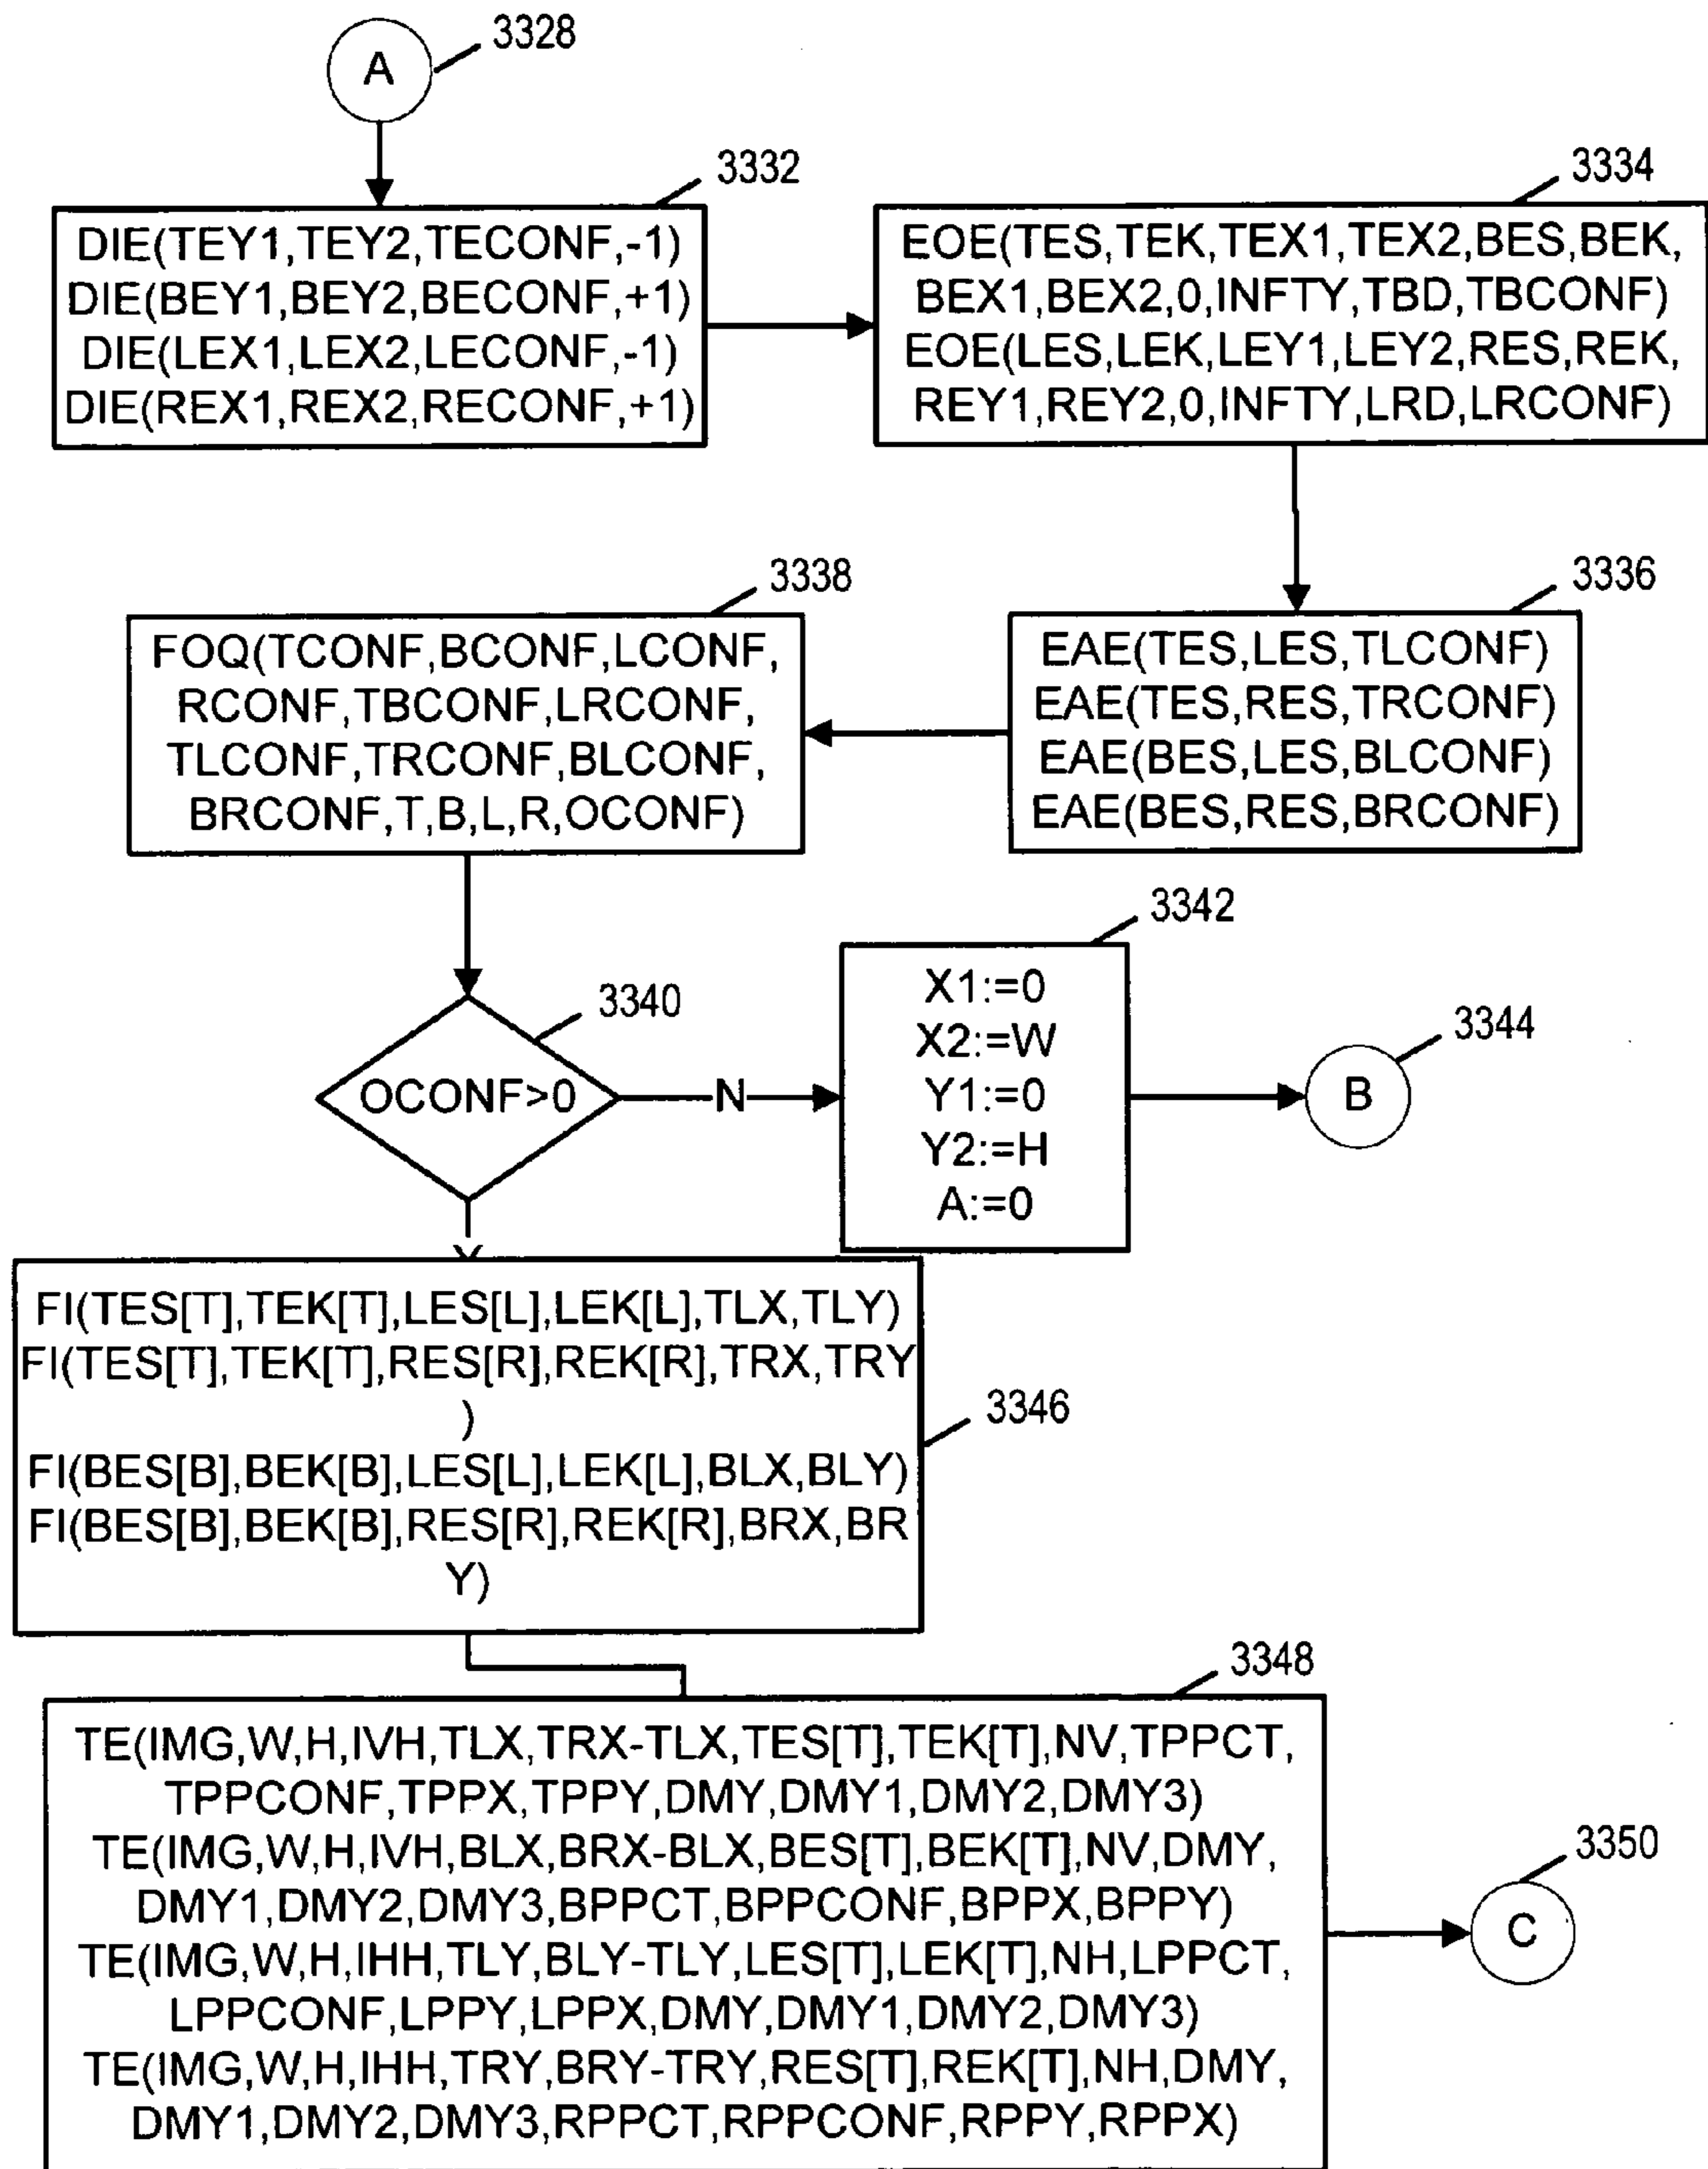 A
3328
3332
DIE(TEY1,TEY2,TECONF,-1)
DIE(BEY1,BEY2,BECONF,+1)
DIE(LEX1,LEX2,LECONF,-1)
DIE(REX1,REX2,RECONF,+1)
3334
EOE(TES,TEK,TEX1,TEX2,BES,BEK,
BEX1,BEX2,0,INFTY,TBD,TBCONF)
EOE(LES,LEK,LEY1,LEY2,RES,REK,
REY1,REY2,0,INFTY,LRD,LRCONF)
3336
EAE(TES,LES,TLCONF)
EAE(TES,RES,TRCONF)
EAE(BES,LES,BLCONF)
EAE(BES,RES,BRCONF)
3338
FOQ(TCONF,BCONF,LCONF,
RCONF,TBCONF,LRCONF,
TLCONF,TRCONF,BLCONF,
BRCONF,T,B,L,R,OCONF)
3340
OCONF>0
N
3342
X1:=0
X2:=W
Y1:=0
Y2:=H
A:=0
3344
B
Y
FI(TES[T],TEK[T],LES[L],LEK[L],TLX,TLY)
FI(TES[T],TEK[T],RES[R],REK[R],TRX,TRY
)
FI(BES[B],BEK[B],LES[L],LEK[L],BLX,BLY)
FI(BES[B],BEK[B],RES[R],REK[R],BRX,BR
Y)
3346
3348
TE(IMG,W,H,IVH,TLX,TRX-TLX,TES[T],TEK[T],NV,TPPCT,
TPPCONF,TPPX,TPPY,DMY,DMY1,DMY2,DMY3)
TE(IMG,W,H,IVH,BLX,BRX-BLX,BES[T],BEK[T],NV,DMY,
DMY1,DMY2,DMY3,BPPCT,BPPCONF,BPPX,BPPY)
TE(IMG,W,H,IHH,TLY,BLY-TLY,LES[T],LEK[T],NH,LPPCT,
LPPCONF,LPPY,LPPX,DMY,DMY1,DMY2,DMY3)
TE(IMG,W,H,IHH,TRY,BRY-TRY,RES[T],REK[T],NH,DMY,
DMY1,DMY2,DMY3,RPPCT,RPPCONF,RPPY,RPPX)
3350
C